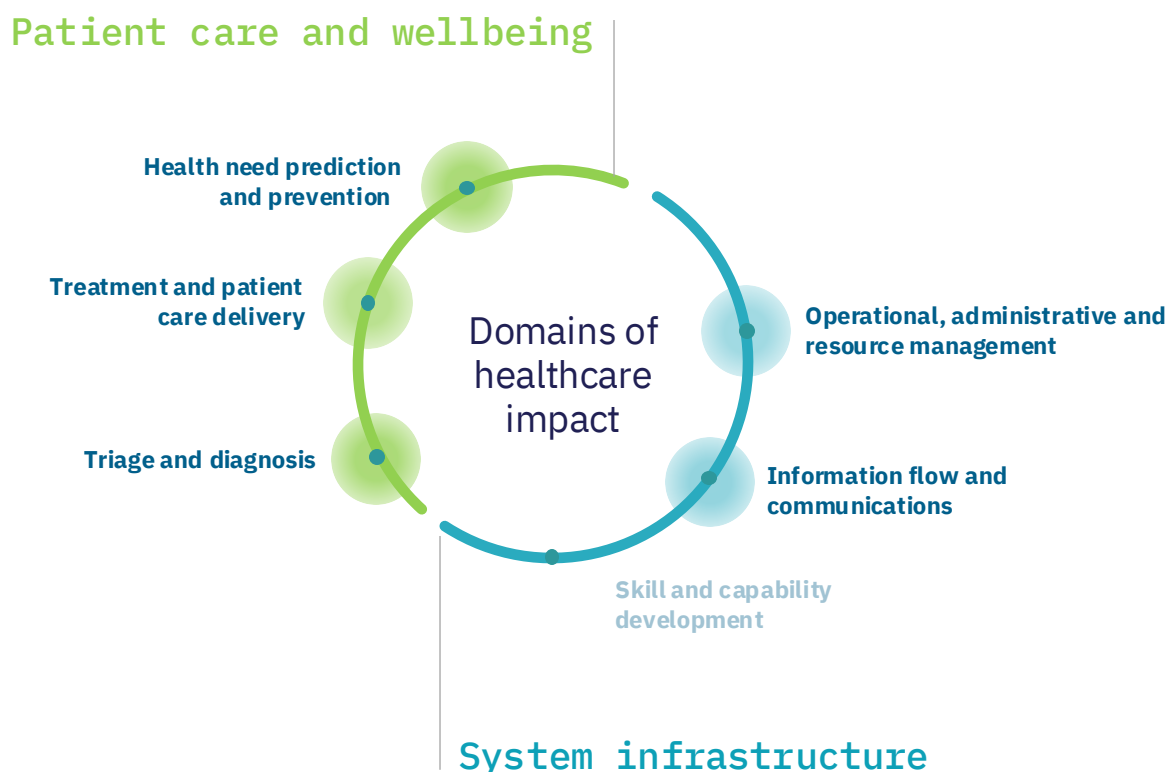 Patient care and wellbeing
Health need prediction
and prevention
Treatment and patient
care delivery
Triage and diagnosis
Domains of
healthcare
impact
Operational, administrative and
resource management
Information flow and
communications
Skill and capability
development
System infrastructure